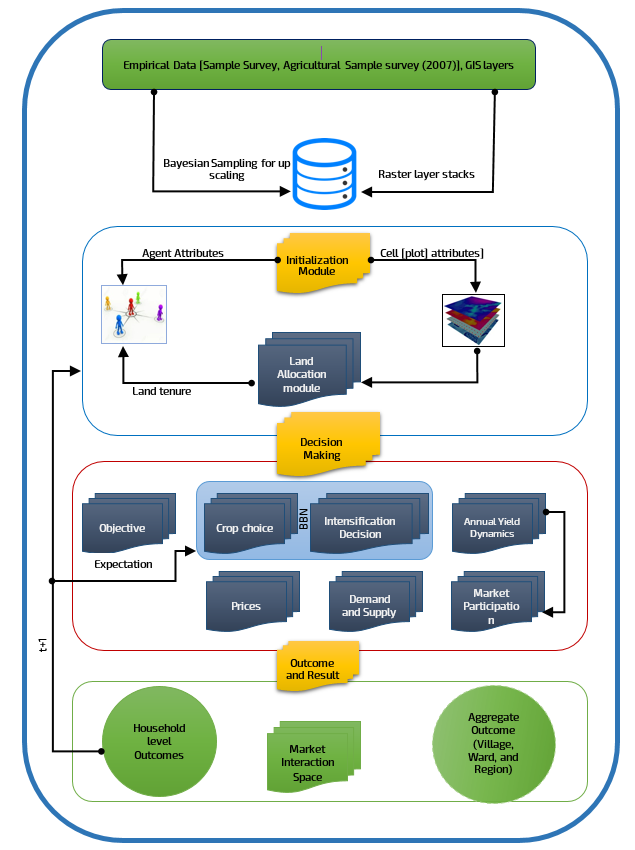 Empirical Data [Sample Survey, Agricultural Sample survey (2007)], GIS layers
Bayesian Sampling for up
scaling
Raster layer stacks
Agent Attributes
Initialization
Module
Cell [plot] attributes]
Land
Allocation
module
Land tenure
Decision
Making
Objective
Crop choice
BBN
Intensification
Decision
Annual Yield
Dynamics
Expectation
Prices
Demand
and Supply
Market
Participatio
n
t+1
Outcome
and Result
Household
level
Outcomes
Market
Interaction
Space
Aggregate
Outcome
(Village,
Ward, and
Region)